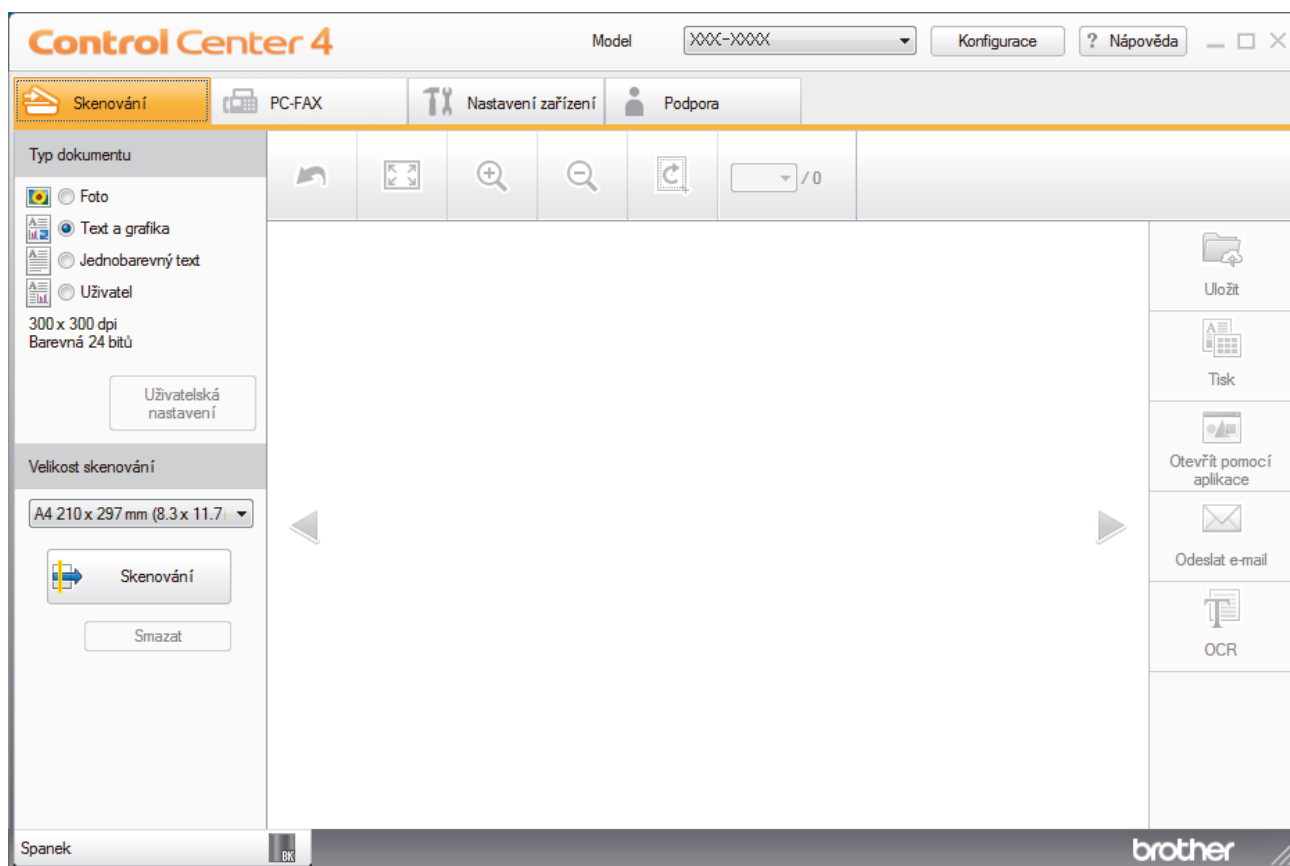 Control Center 4
Model
XXX-XXXX
Konfigurace
? Nápověda
Skenování
PC-FAX
Nastavení zařízení
Podpora
Typ dokumentu
/ 0
Foto
Text a grafika
Jednobarevný text
Uživatel
300 x 300 dpi
Barevná 24 bitů
Uživatelská
nastavení
Velikost skenování
A4 210 x 297 mm (8.3 x 11.7
Skenování
Smazat
Uložit
Tisk
Otevřít pomocí
aplikace
Odeslat e-mail
OCR
Spanek
BK
brother